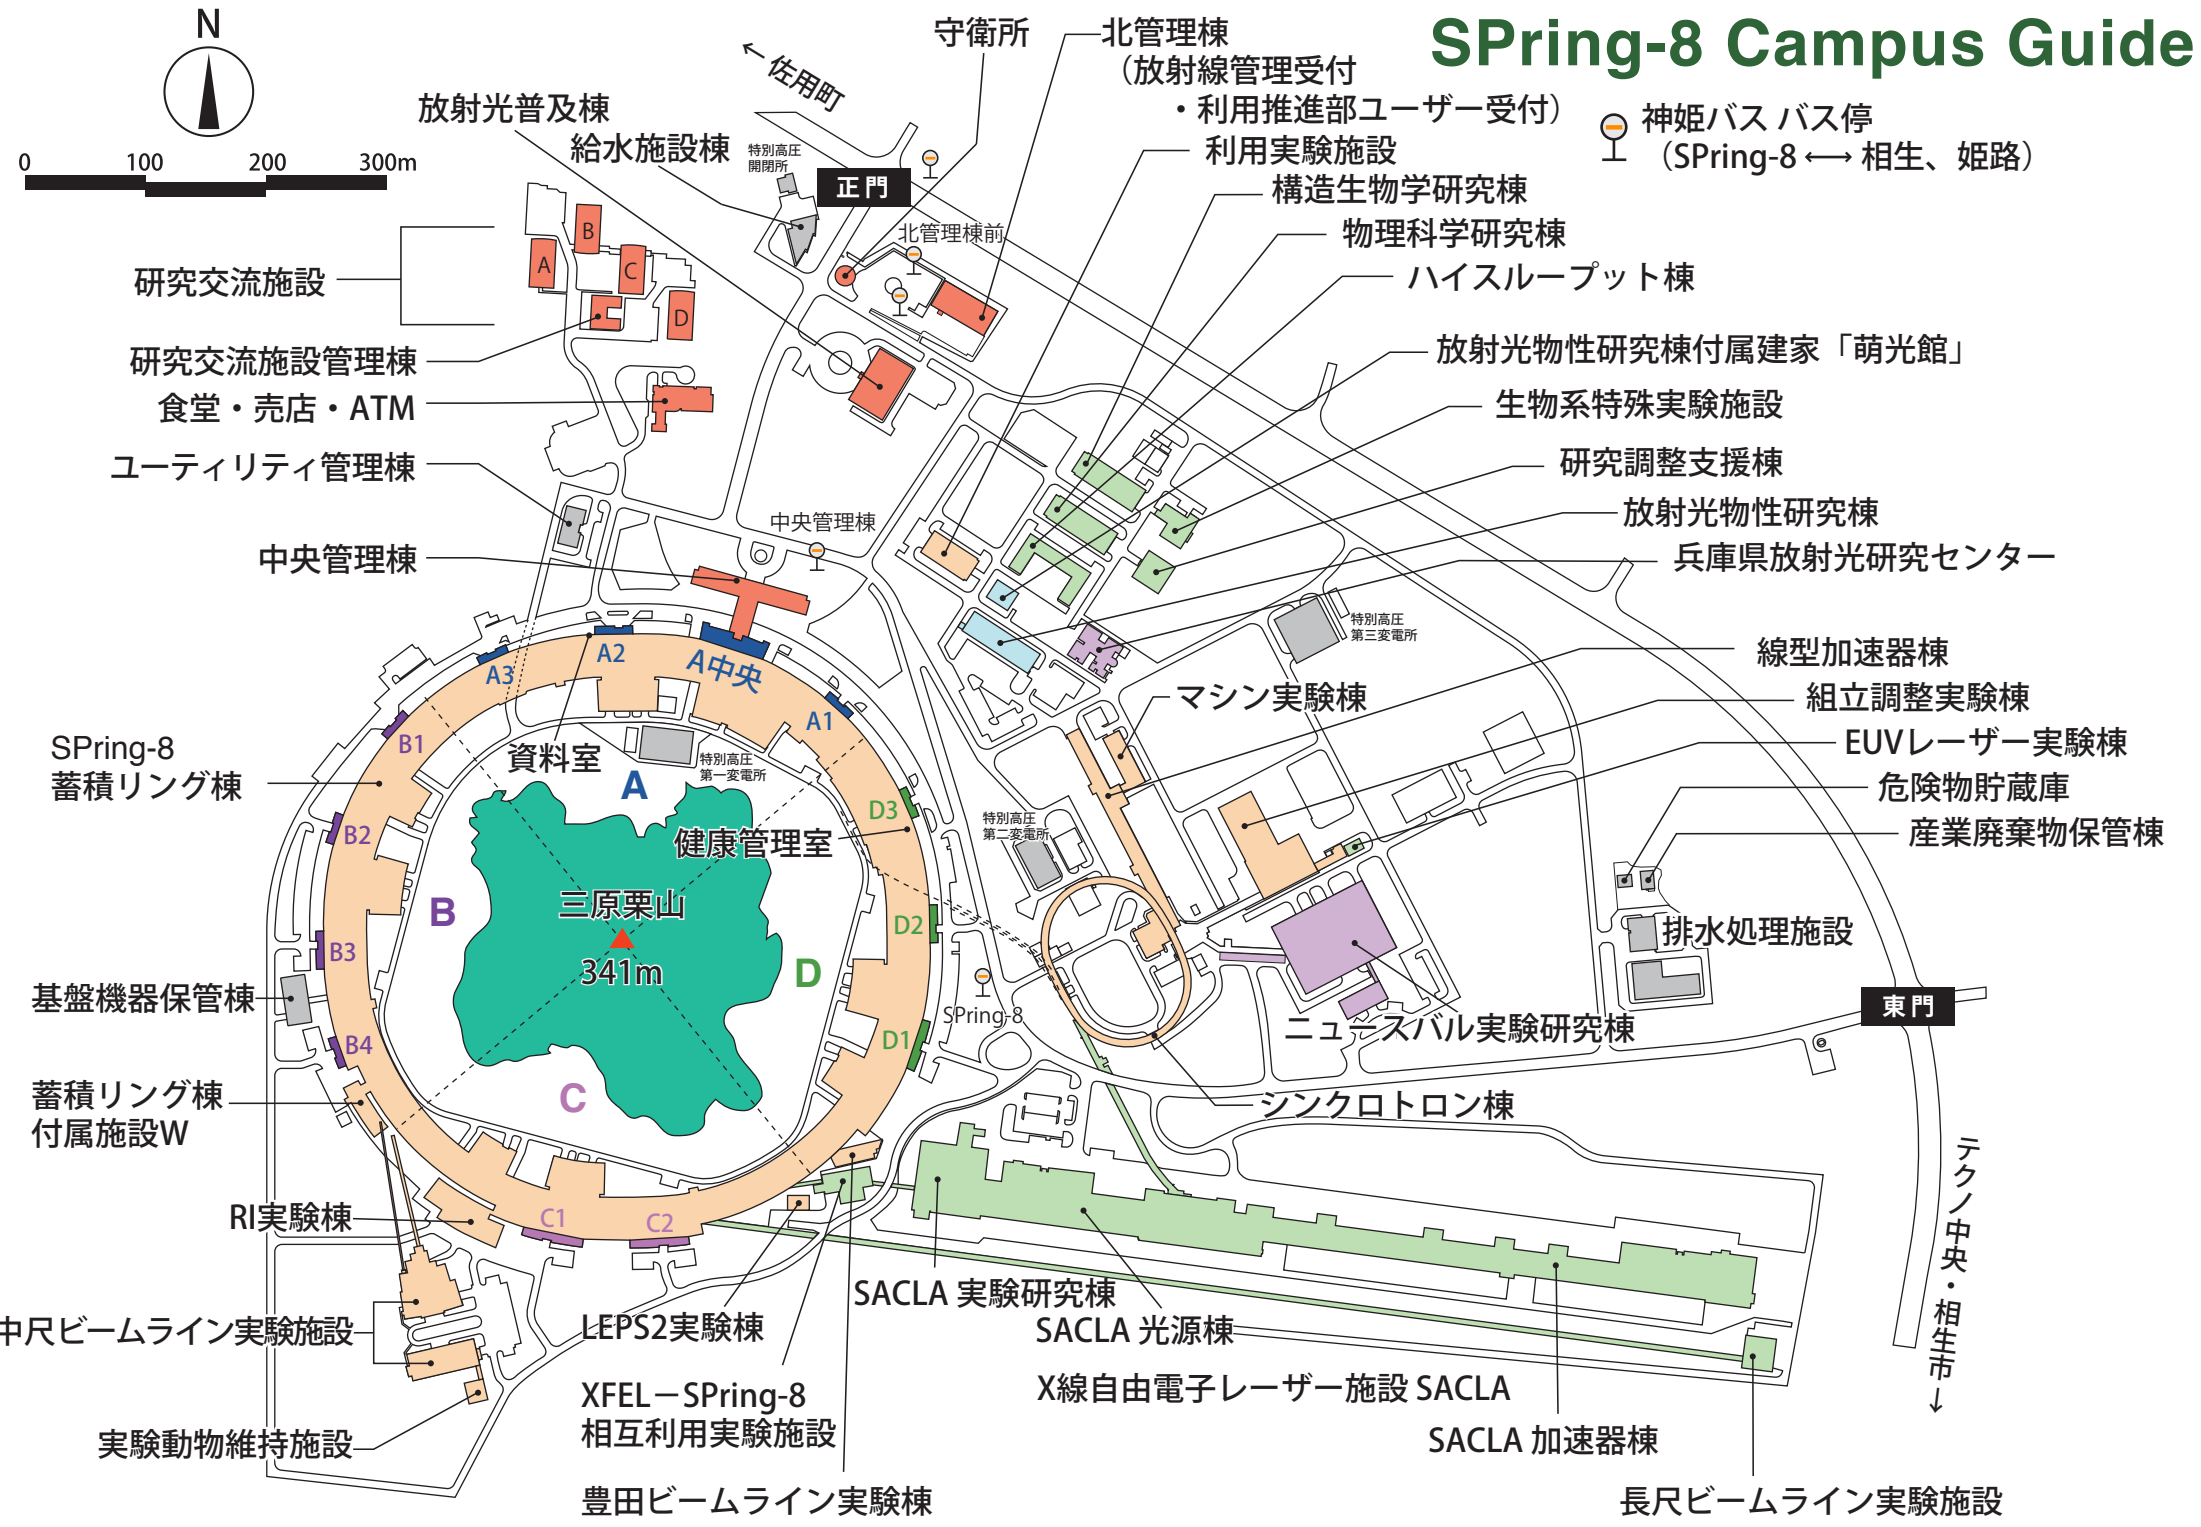 SPring-8 Campus Guide
N
0 100 200 300m
神姫バス バス停
（SPring-8 ⟷ 相生、姫路）
← 佐用町
守衛所
北管理棟
（放射線管理受付
・利用推進部ユーザー受付）
放射光普及棟
給水施設棟
特別高圧
開閉所
正門
北管理棟前
利用実験施設
構造生物学研究棟
物理科学研究棟
ハイスループット棟
放射光物性研究棟付属建家「萌光館」
生物系特殊実験施設
研究調整支援棟
放射光物性研究棟
兵庫県放射光研究センター
研究交流施設
A
B
C
D
研究交流施設管理棟
食堂・売店・ATM
ユーティリティ管理棟
中央管理棟
中央管理棟
特別高圧
第三変電所
線型加速器棟
組立調整実験棟
EUVレーザー実験棟
危険物貯蔵庫
産業廃棄物保管棟
マシン実験棟
SPring-8
蓄積リング棟
資料室
特別高圧
第一変電所
A3
A2
A中央
A1
B1
B2
B3
B4
C1
C2
D1
D2
D3
A
B
C
D
健康管理室
三原栗山
341m
特別高圧
第二変電所
排水処理施設
東門
基盤機器保管棟
SPring-8
ニュースバル実験研究棟
シンクロトロン棟
蓄積リング棟
付属施設W
RI実験棟
中尺ビームライン実験施設
実験動物維持施設
LEPS2実験棟
XFEL－SPring-8
相互利用実験施設
豊田ビームライン実験棟
SACLA 実験研究棟
SACLA 光源棟
X線自由電子レーザー施設 SACLA
SACLA 加速器棟
長尺ビームライン実験施設
テクノ中央・相生市→